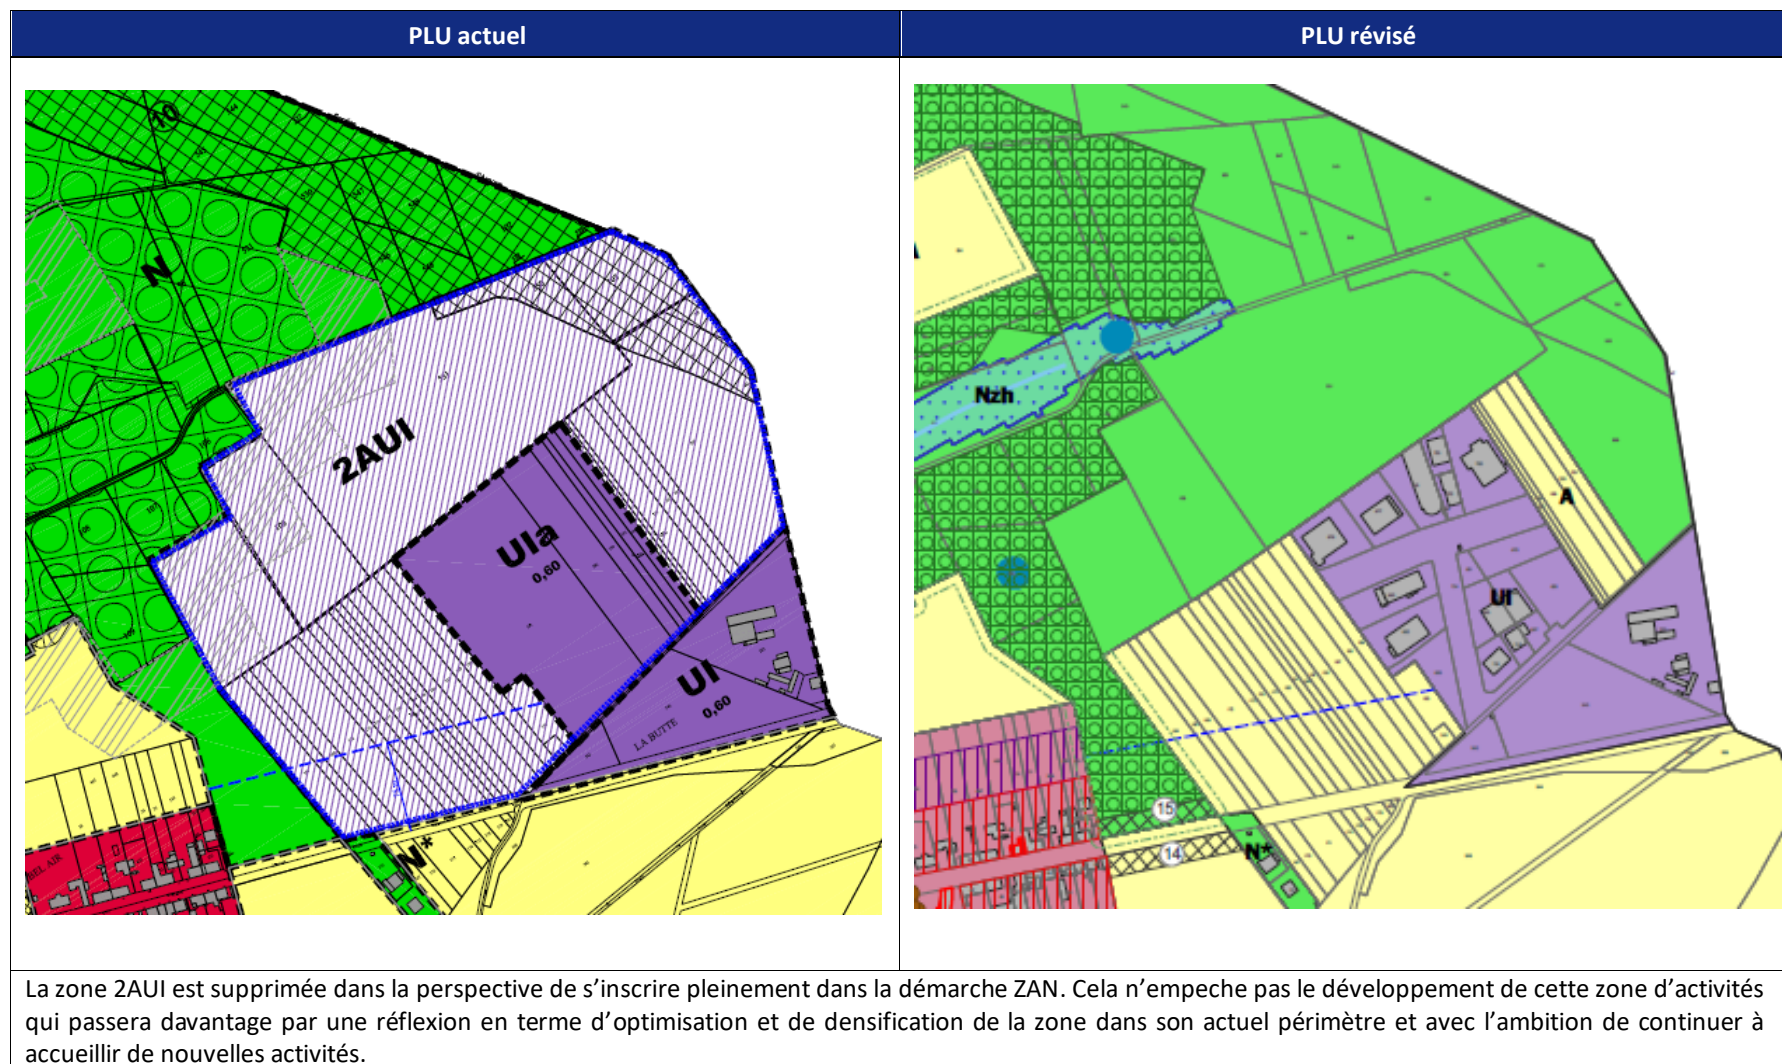 PLU actuel
PLU révisé
10
N
2AUI
UIa
0,60
UI
0,60
LA BUTTE
N*
BEL AIR
Nzh
A
UI
15
14
N*
La zone 2AUI est supprimée dans la perspective de s’inscrire pleinement dans la démarche ZAN. Cela n’empeche pas le développement de cette zone d’activités
qui passera davantage par une réflexion en terme d’optimisation et de densification de la zone dans son actuel périmètre et avec l’ambition de continuer à
accueillir de nouvelles activités.